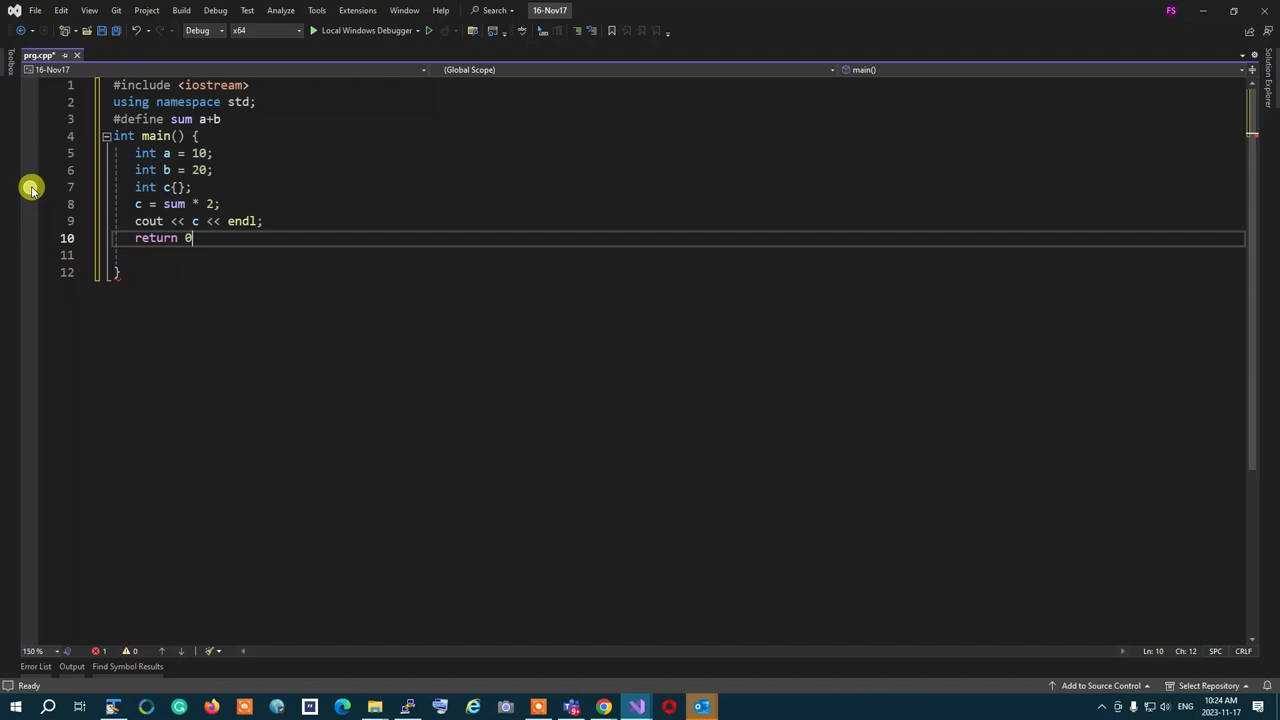 File Edit View Git Project Build Debug Test Analyze Tools Extensions Window Help Search 16-Nov17 FS
Debug x64 Local Windows Debugger
prg.cpp*
16-Nov17 (Global Scope) main()
Toolbox
Solution Explorer
1 #include <iostream>
2 using namespace std;
3 #define sum a+b
4 int main() {
5 int a = 10;
6 int b = 20;
7 int c{};
8 c = sum * 2;
9 cout << c << endl;
10 return 0
11
12 }
150 % 1 0 Ln: 10 Ch: 12 SPC CRLF
Error List Output Find Symbol Results
Ready Add to Source Control Select Repository
ENG 10:24 AM
2023-11-17